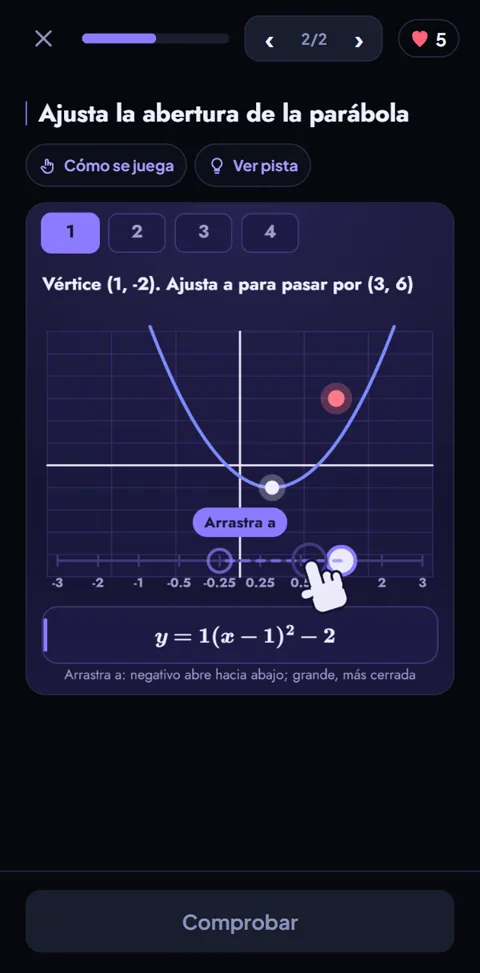 2/2
5
Ajusta la abertura de la parábola
Cómo se juega
Ver pista
1 2 3 4
Vértice (1, -2). Ajusta a para pasar por (3, 6)
Arrastra a
-3 -2 -1 -0.5 -0.25 0.25 2 3
y = 1(x − 1)² − 2
Arrastra a: negativo abre hacia abajo; grande, más cerrada
Comprobar